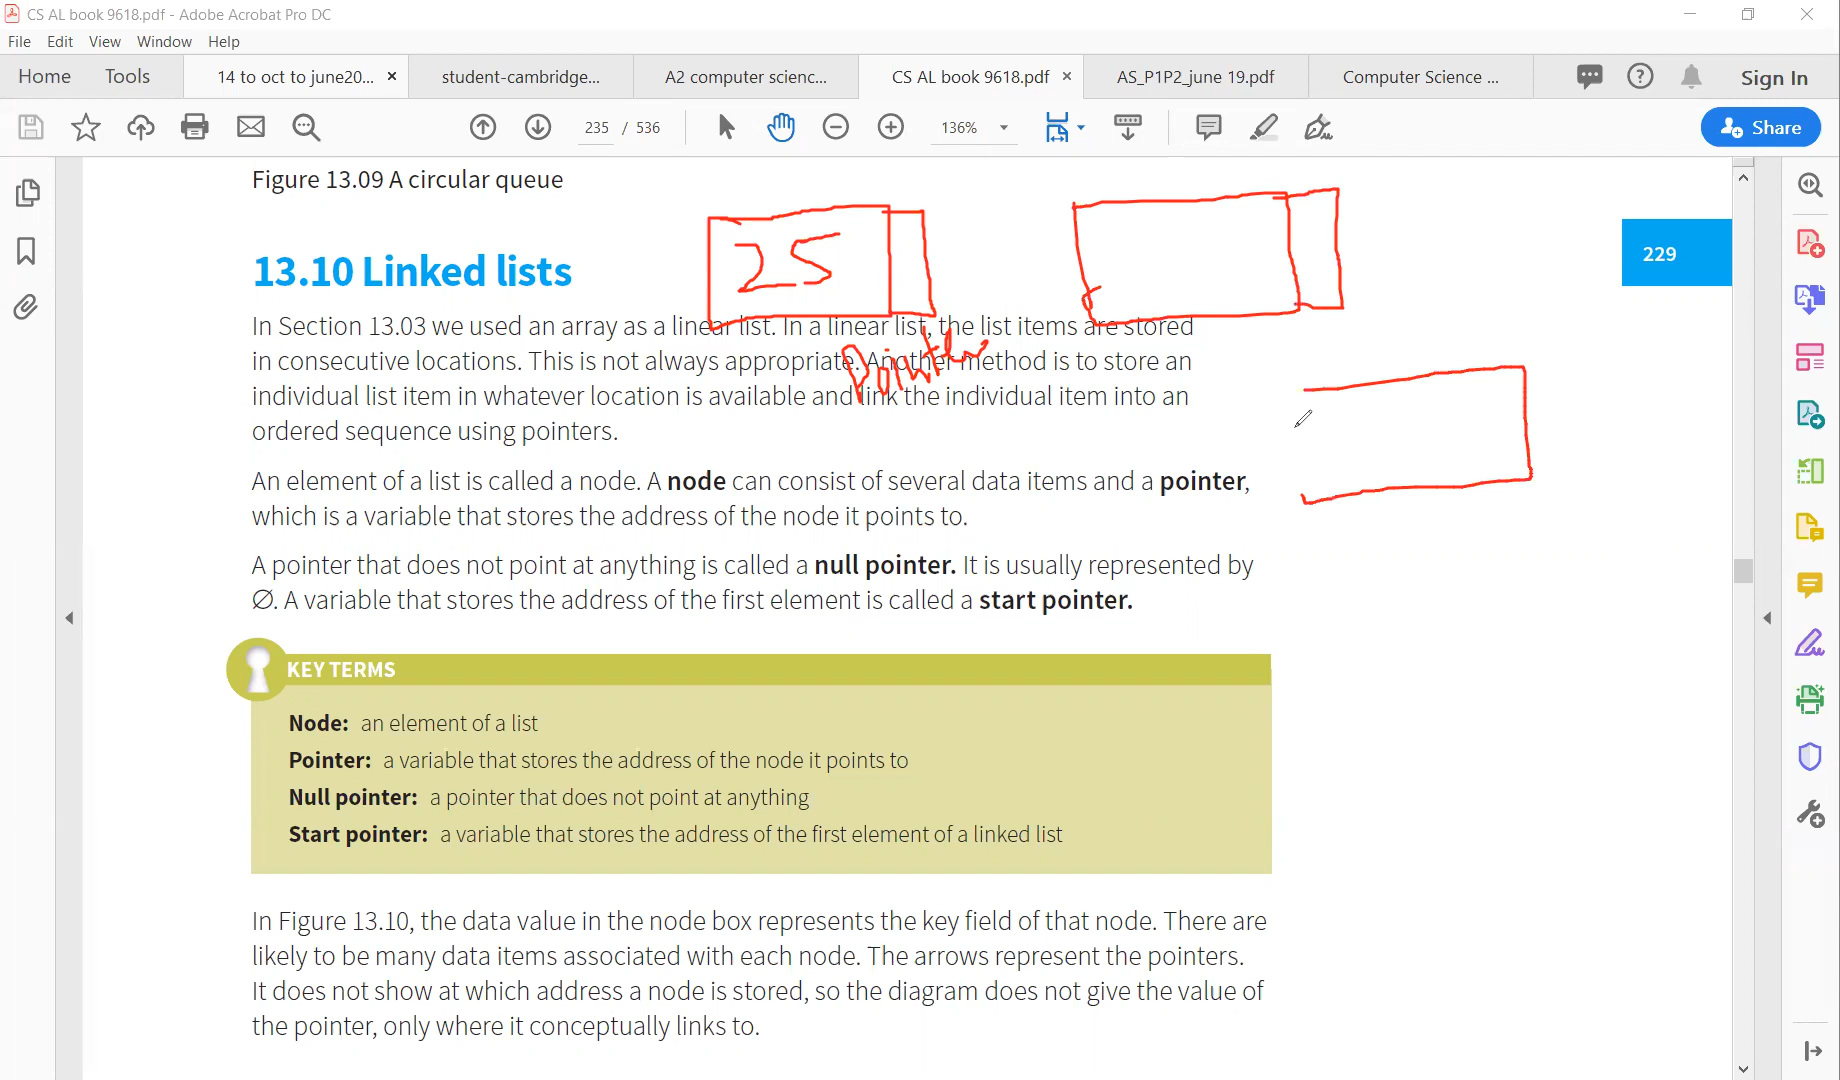 CS AL book 9618.pdf - Adobe Acrobat Pro DC
File Edit View Window Help
Home Tools 14 to oct to june20... × student-cambridge... A2 computer scienc... CS AL book 9618.pdf × AS_P1P2_june 19.pdf Computer Science ... Sign In
235 / 536 136% Share
Figure 13.09 A circular queue
25
229
13.10 Linked lists
In Section 13.03 we used an array as a linear list. In a linear list, the list items are stored
in consecutive locations. This is not always appropriate. Another method is to store an
individual list item in whatever location is available and link the individual item into an
ordered sequence using pointers.
Pointer
An element of a list is called a node. A node can consist of several data items and a pointer,
which is a variable that stores the address of the node it points to.
A pointer that does not point at anything is called a null pointer. It is usually represented by
∅. A variable that stores the address of the first element is called a start pointer.
KEY TERMS
Node: an element of a list
Pointer: a variable that stores the address of the node it points to
Null pointer: a pointer that does not point at anything
Start pointer: a variable that stores the address of the first element of a linked list
In Figure 13.10, the data value in the node box represents the key field of that node. There are
likely to be many data items associated with each node. The arrows represent the pointers.
It does not show at which address a node is stored, so the diagram does not give the value of
the pointer, only where it conceptually links to.